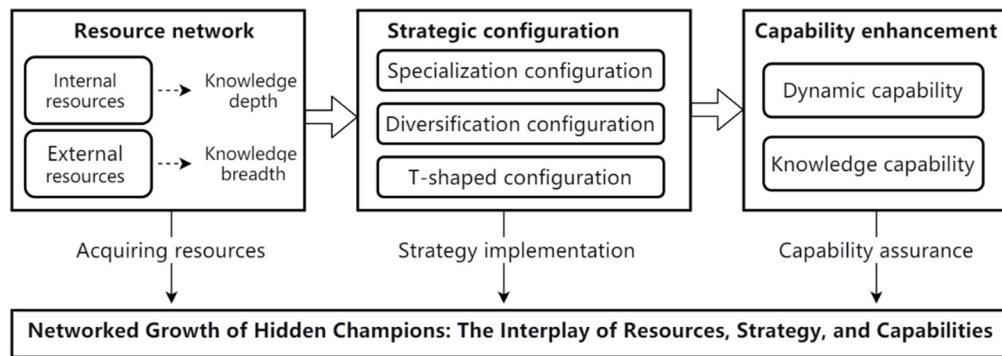 Resource network
Internal
resources
Knowledge
depth
External
resources
Knowledge
breadth
Strategic configuration
Specialization configuration
Diversification configuration
T-shaped configuration
Capability enhancement
Dynamic capability
Knowledge capability
Acquiring resources
Strategy implementation
Capability assurance
Networked Growth of Hidden Champions: The Interplay of Resources, Strategy, and Capabilities